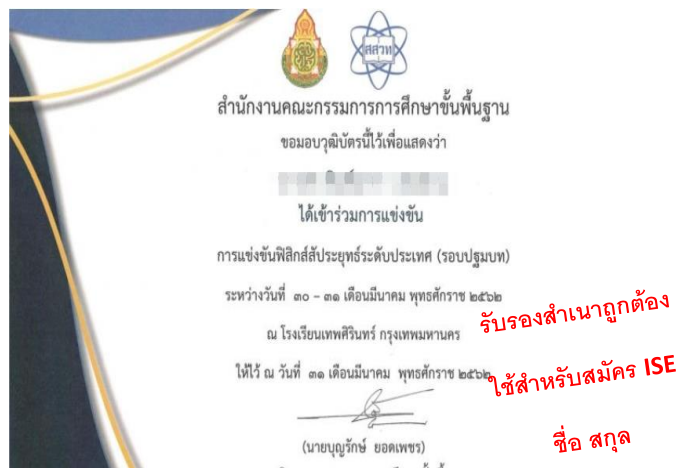 สสวท
สำนักงานคณะกรรมการการศึกษาขั้นพื้นฐาน
ขอมอบวุฒิบัตรนี้ไว้เพื่อแสดงว่า
ได้เข้าร่วมการแข่งขัน
การแข่งขันฟิสิกส์สัประยุทธ์ระดับประเทศ (รอบปฐมบท)
ระหว่างวันที่ ๓๐ – ๓๑ เดือนมีนาคม พุทธศักราช ๒๕๖๒
ณ โรงเรียนเทพศิรินทร์ กรุงเทพมหานคร
ให้ไว้ ณ วันที่ ๓๑ เดือนมีนาคม พุทธศักราช ๒๕๖๒
(นายบุญรักษ์ ยอดเพชร)
รับรองสำเนาถูกต้อง
ใช้สำหรับสมัคร ISE
ชื่อ สกุล